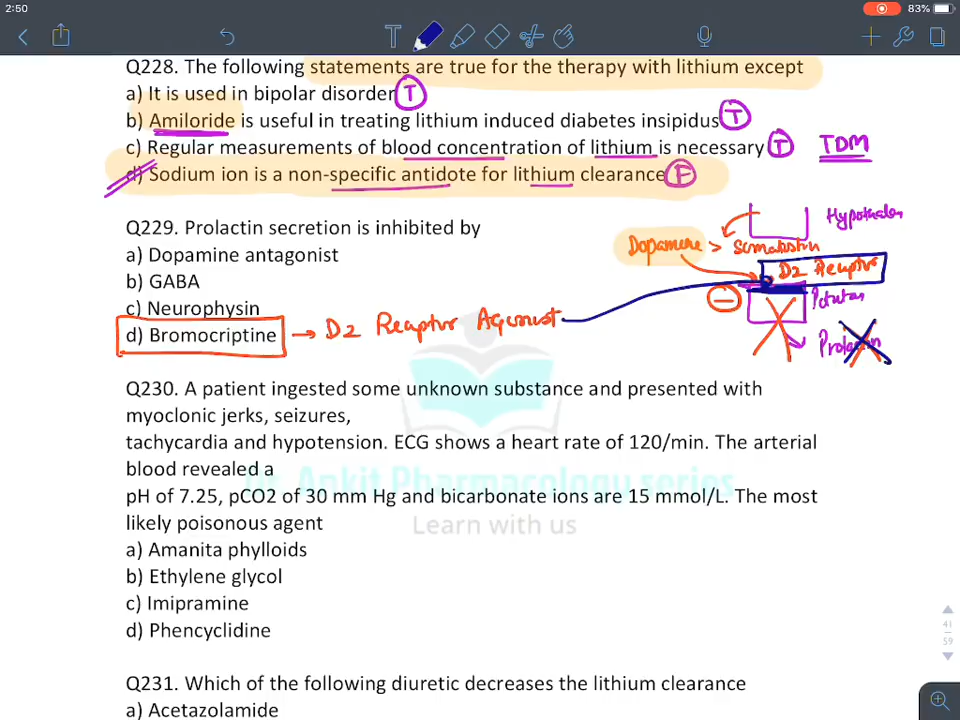 2:50
83%
T
Q228. The following statements are true for the therapy with lithium except
a) It is used in bipolar disorder T
b) Amiloride is useful in treating lithium induced diabetes insipidus T
c) Regular measurements of blood concentration of lithium is necessary T TDM
d) Sodium ion is a non-specific antidote for lithium clearance F
Q229. Prolactin secretion is inhibited by
a) Dopamine antagonist
b) GABA
c) Neurophysin
d) Bromocriptine → D2 Receptor Agonist
Dopamine >
D2 Receptor
Q230. A patient ingested some unknown substance and presented with
myoclonic jerks, seizures,
tachycardia and hypotension. ECG shows a heart rate of 120/min. The arterial
blood revealed a
Dr. Ankit Pharmacology series
pH of 7.25, pCO2 of 30 mm Hg and bicarbonate ions are 15 mmol/L. The most
likely poisonous agent
Learn with us
a) Amanita phylloids
b) Ethylene glycol
c) Imipramine
d) Phencyclidine
41
59
Q231. Which of the following diuretic decreases the lithium clearance
a) Acetazolamide